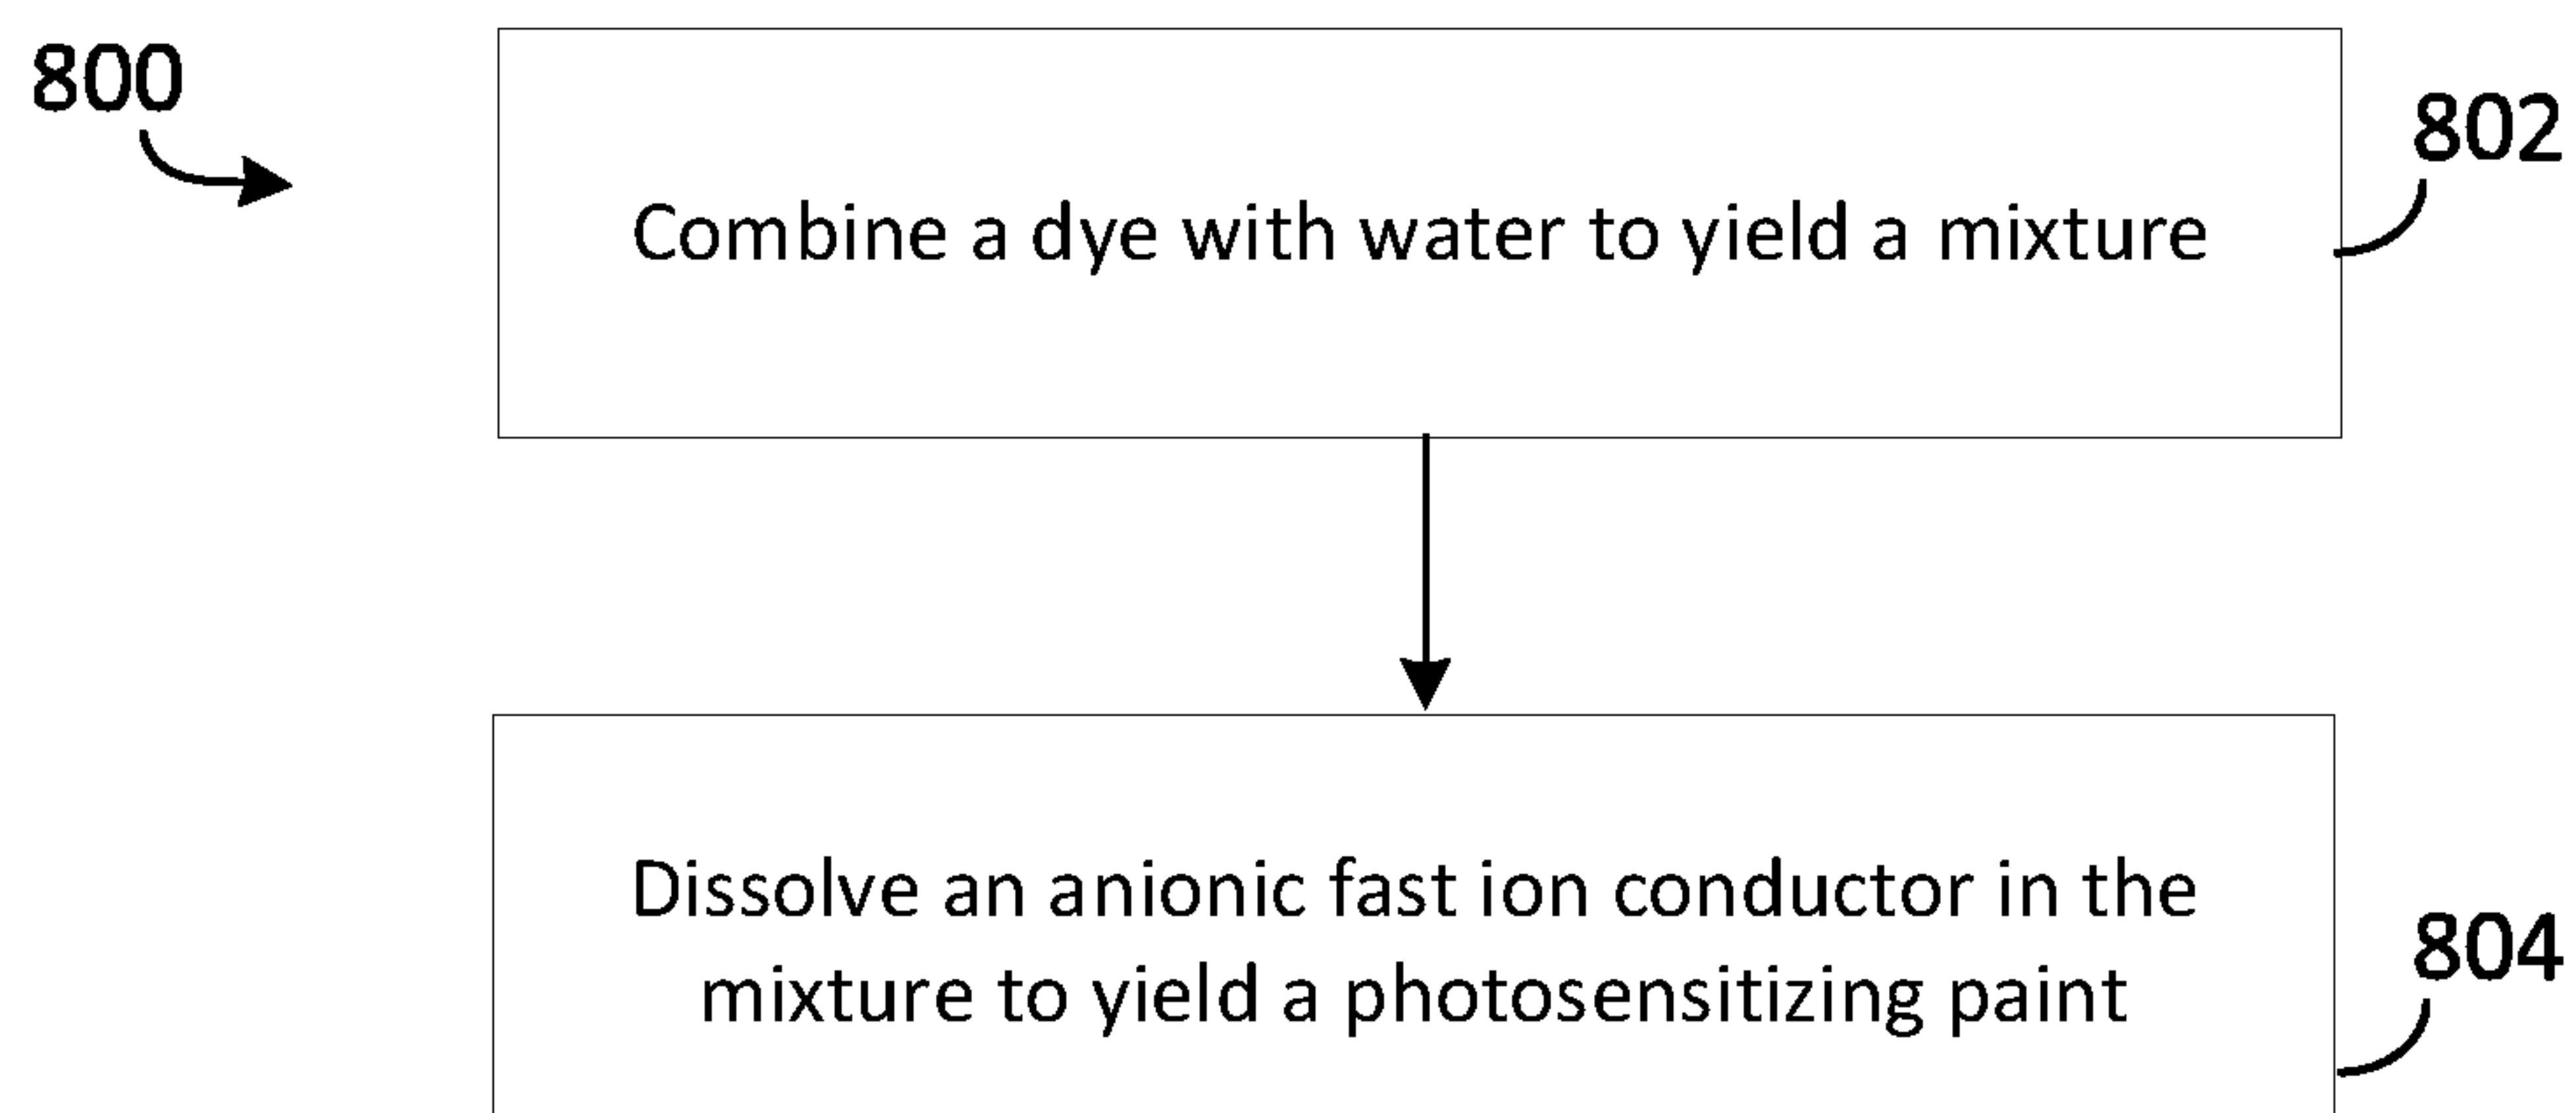 800
802
Combine a dye with water to yield a mixture
Dissolve an anionic fast ion conductor in the
mixture to yield a photosensitizing paint
804